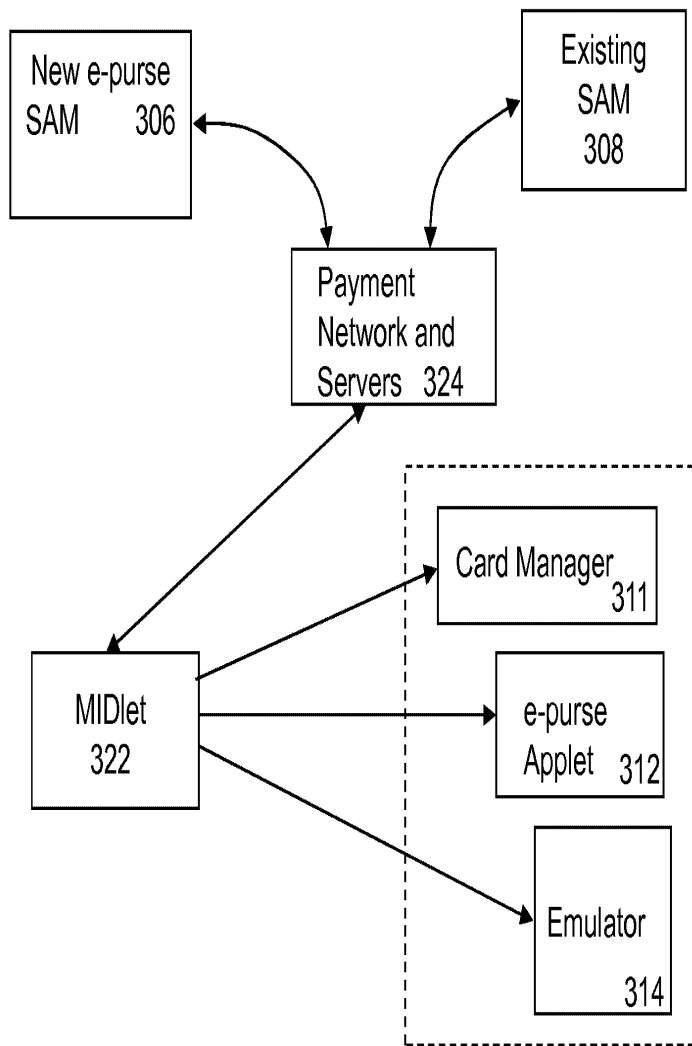 New e-purse
SAM 306
Existing
SAM
308
Payment
Network and
Servers 324
Card Manager
311
MIDlet
322
e-purse
Applet 312
Emulator
314